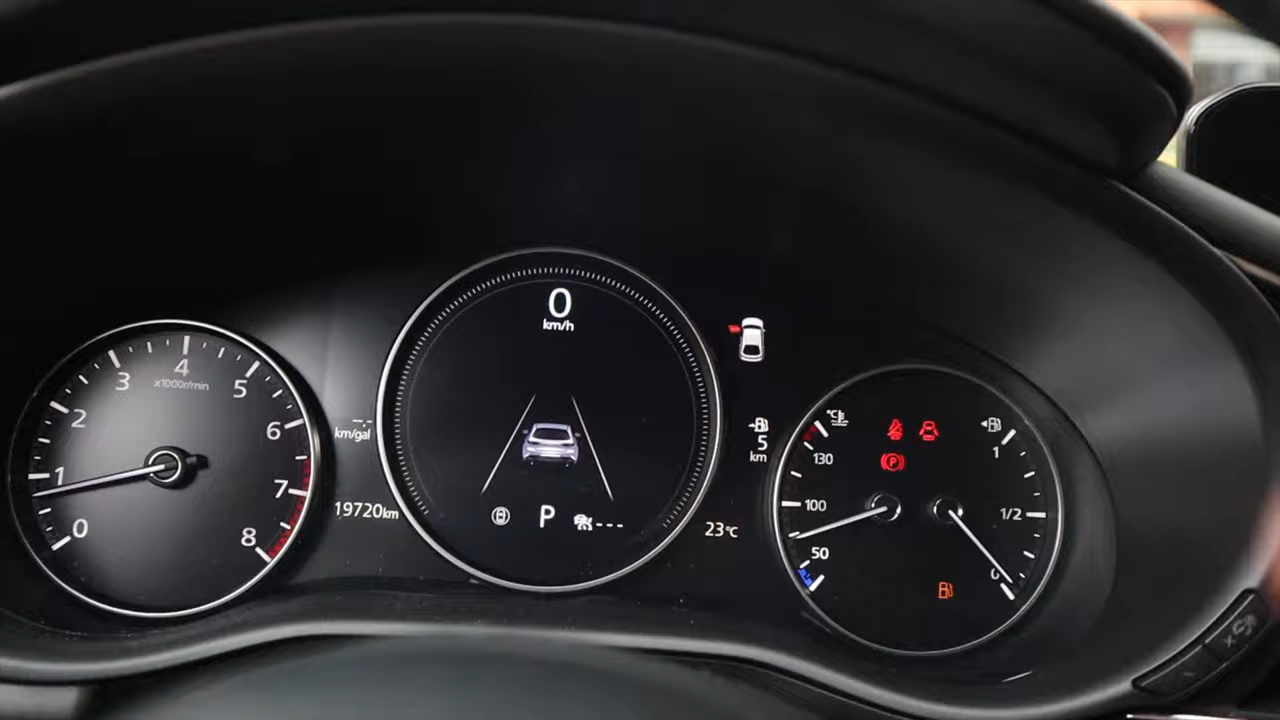 0
1
2
3
4
5
6
7
8
x1000r/min
--.-
km/gal
19720km
0
km/h
P
---
5
km
23°C
°C
130
100
50
(P)
1
1/2
0